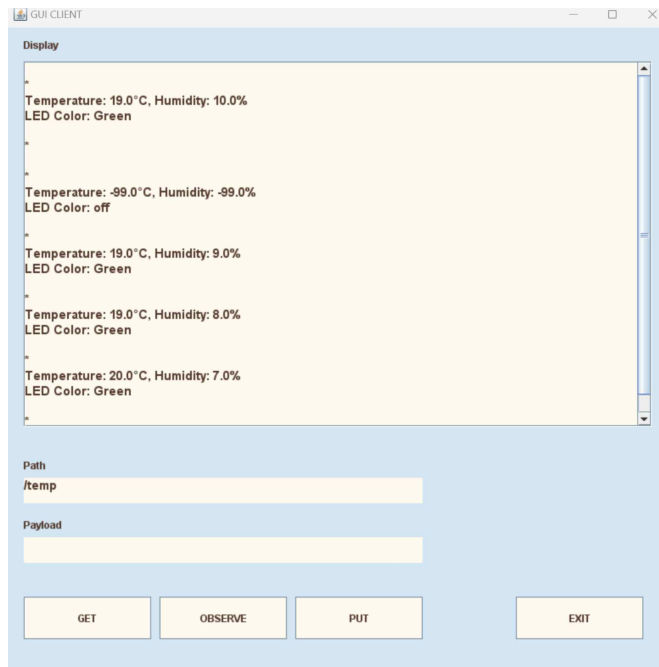 GUI CLIENT
Display
*
Temperature: 19.0°C, Humidity: 10.0%
LED Color: Green
*
*
Temperature: -99.0°C, Humidity: -99.0%
LED Color: off
*
Temperature: 19.0°C, Humidity: 9.0%
LED Color: Green
*
Temperature: 19.0°C, Humidity: 8.0%
LED Color: Green
*
Temperature: 20.0°C, Humidity: 7.0%
LED Color: Green
*
Path
/temp
Payload
GET OBSERVE PUT EXIT